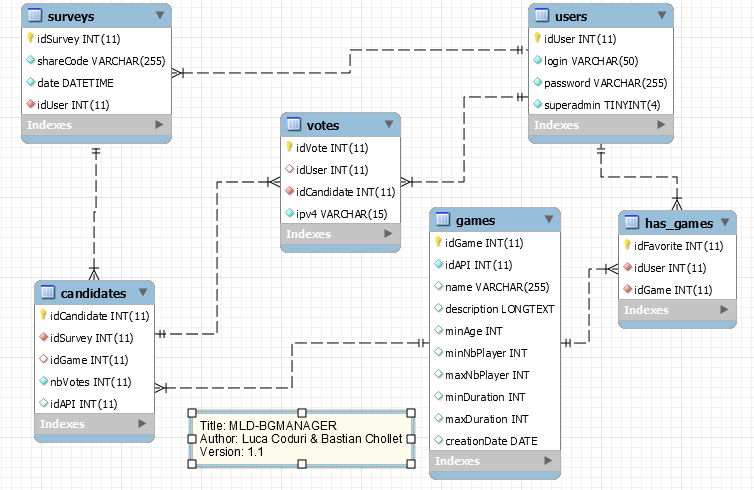 surveys
idSurvey INT(11)
shareCode VARCHAR(255)
date DATETIME
idUser INT(11)
Indexes
users
idUser INT(11)
login VARCHAR(50)
password VARCHAR(255)
superadmin TINYINT(4)
Indexes
votes
idVote INT(11)
idUser INT(11)
idCandidate INT(11)
ipv4 VARCHAR(15)
games
idGame INT(11)
idAPI INT(11)
name VARCHAR(255)
description LONGTEXT
minAge INT
minNbPlayer INT
maxNbPlayer INT
minDuration INT
maxDuration INT
creationDate DATE
Indexes
has_games
idFavorite INT(11)
idUser INT(11)
idGame INT(11)
Indexes
Indexes
candidates
idCandidate INT(11)
idSurvey INT(11)
idGame INT(11)
nbVotes INT(11)
idAPI INT(11)
Indexes
Title: MLD-BGMANAGER
Author: Luca Coduri & Bastian Chollet
Version: 1.1